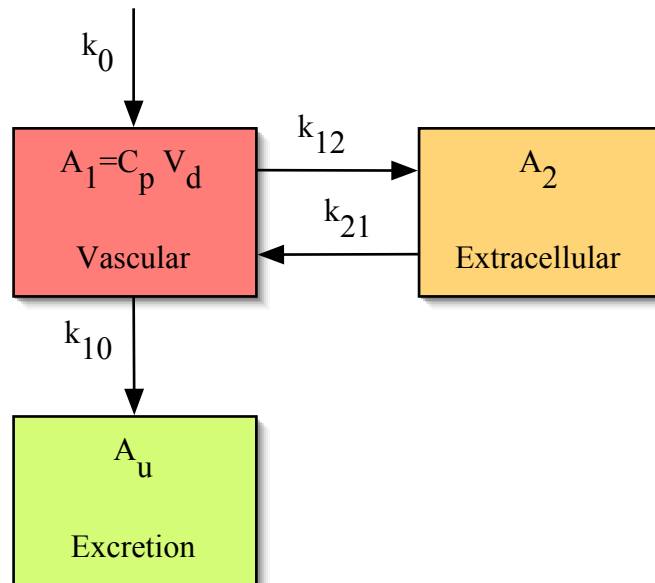 k0
A1=Cp Vd
Vascular
k12
k21
A2
Extracellular
k10
Au
Excretion